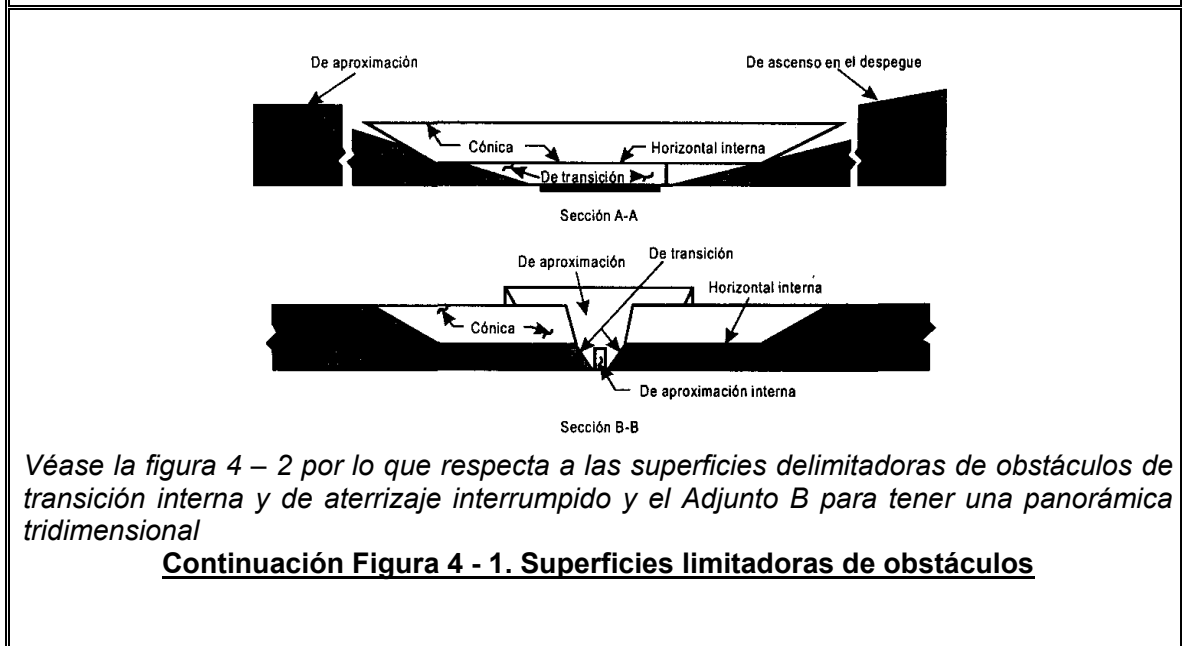 De aproximación
De ascenso en el despegue
Cónica
Horizontal interna
De transición
Sección A-A
De aproximación
De transición
Horizontal interna
Cónica
De aproximación interna
Sección B-B
Véase la figura 4 – 2 por lo que respecta a las superficies delimitadoras de obstáculos de
transición interna y de aterrizaje interrumpido y el Adjunto B para tener una panorámica
tridimensional
Continuación Figura 4 - 1. Superficies limitadoras de obstáculos